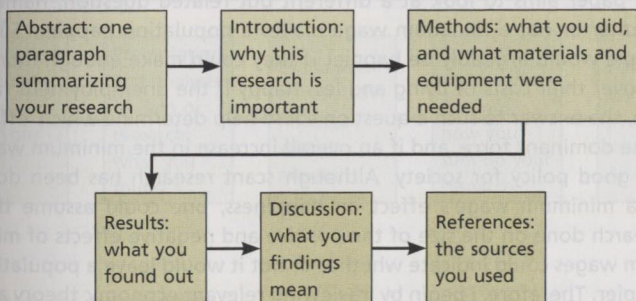 Abstract: one
paragraph
summarizing
your research
Introduction:
why this
research is
important
Methods: what you did,
and what materials and
equipment were
needed
Results:
what you
found out
Discussion:
what your
findings
mean
References:
the sources
you used